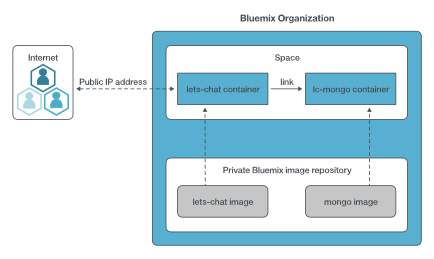 Bluemix Organization
Internet
Public IP address
Space
lets-chat container
link
lc-mongo container
Private Bluemix image repository
lets-chat image
mongo image